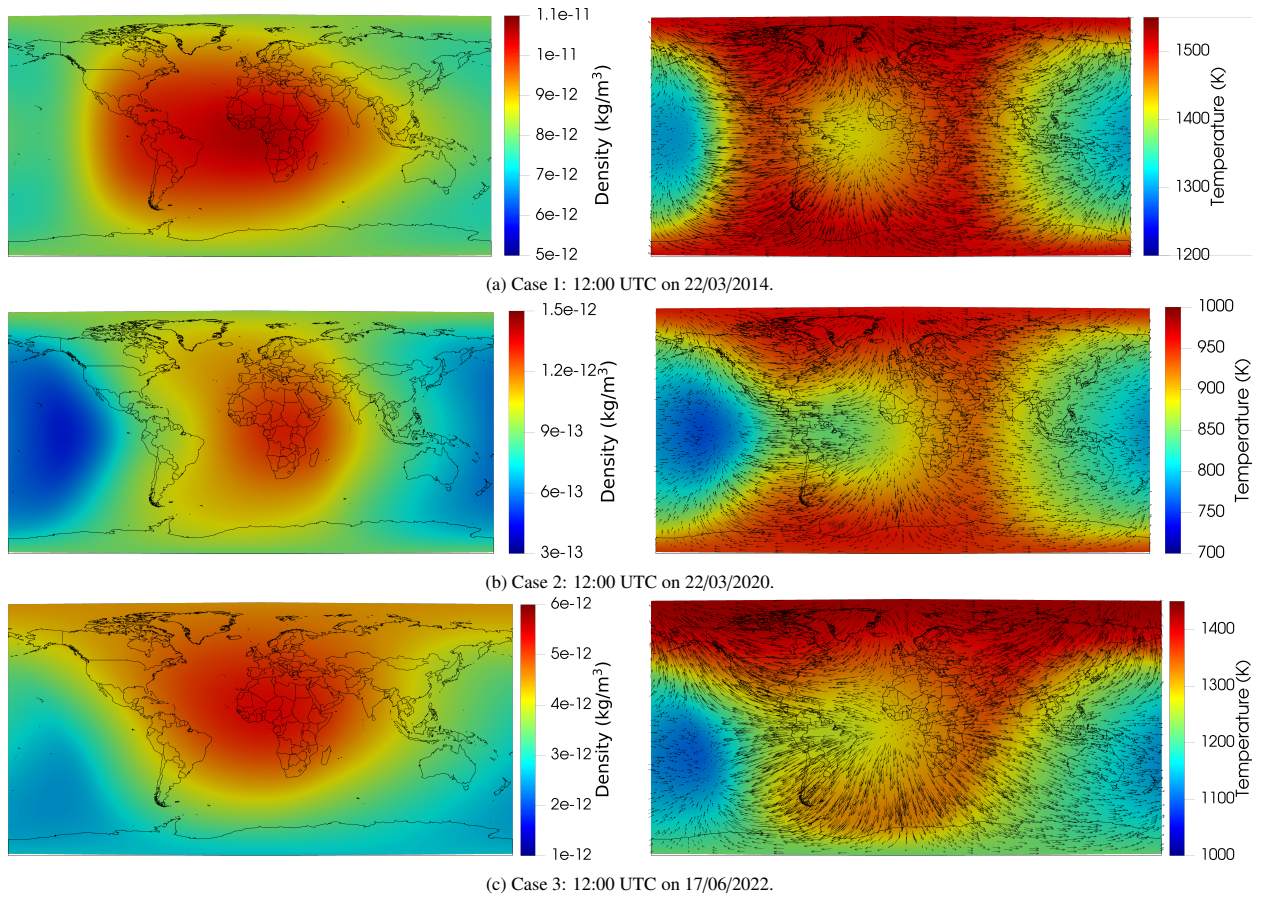 1.1e-11
1e-11
9e-12
8e-12
7e-12
6e-12
5e-12
Density (kg/m³)
1500
1400
1300
1200
Temperature (K)
(a) Case 1: 12:00 UTC on 22/03/2014.
1.5e-12
1.2e-12
9e-13
6e-13
3e-13
Density (kg/m³)
1000
950
900
850
800
750
700
Temperature (K)
(b) Case 2: 12:00 UTC on 22/03/2020.
6e-12
5e-12
4e-12
3e-12
2e-12
1e-12
Density (kg/m³)
1400
1300
1200
1100
1000
Temperature (K)
(c) Case 3: 12:00 UTC on 17/06/2022.